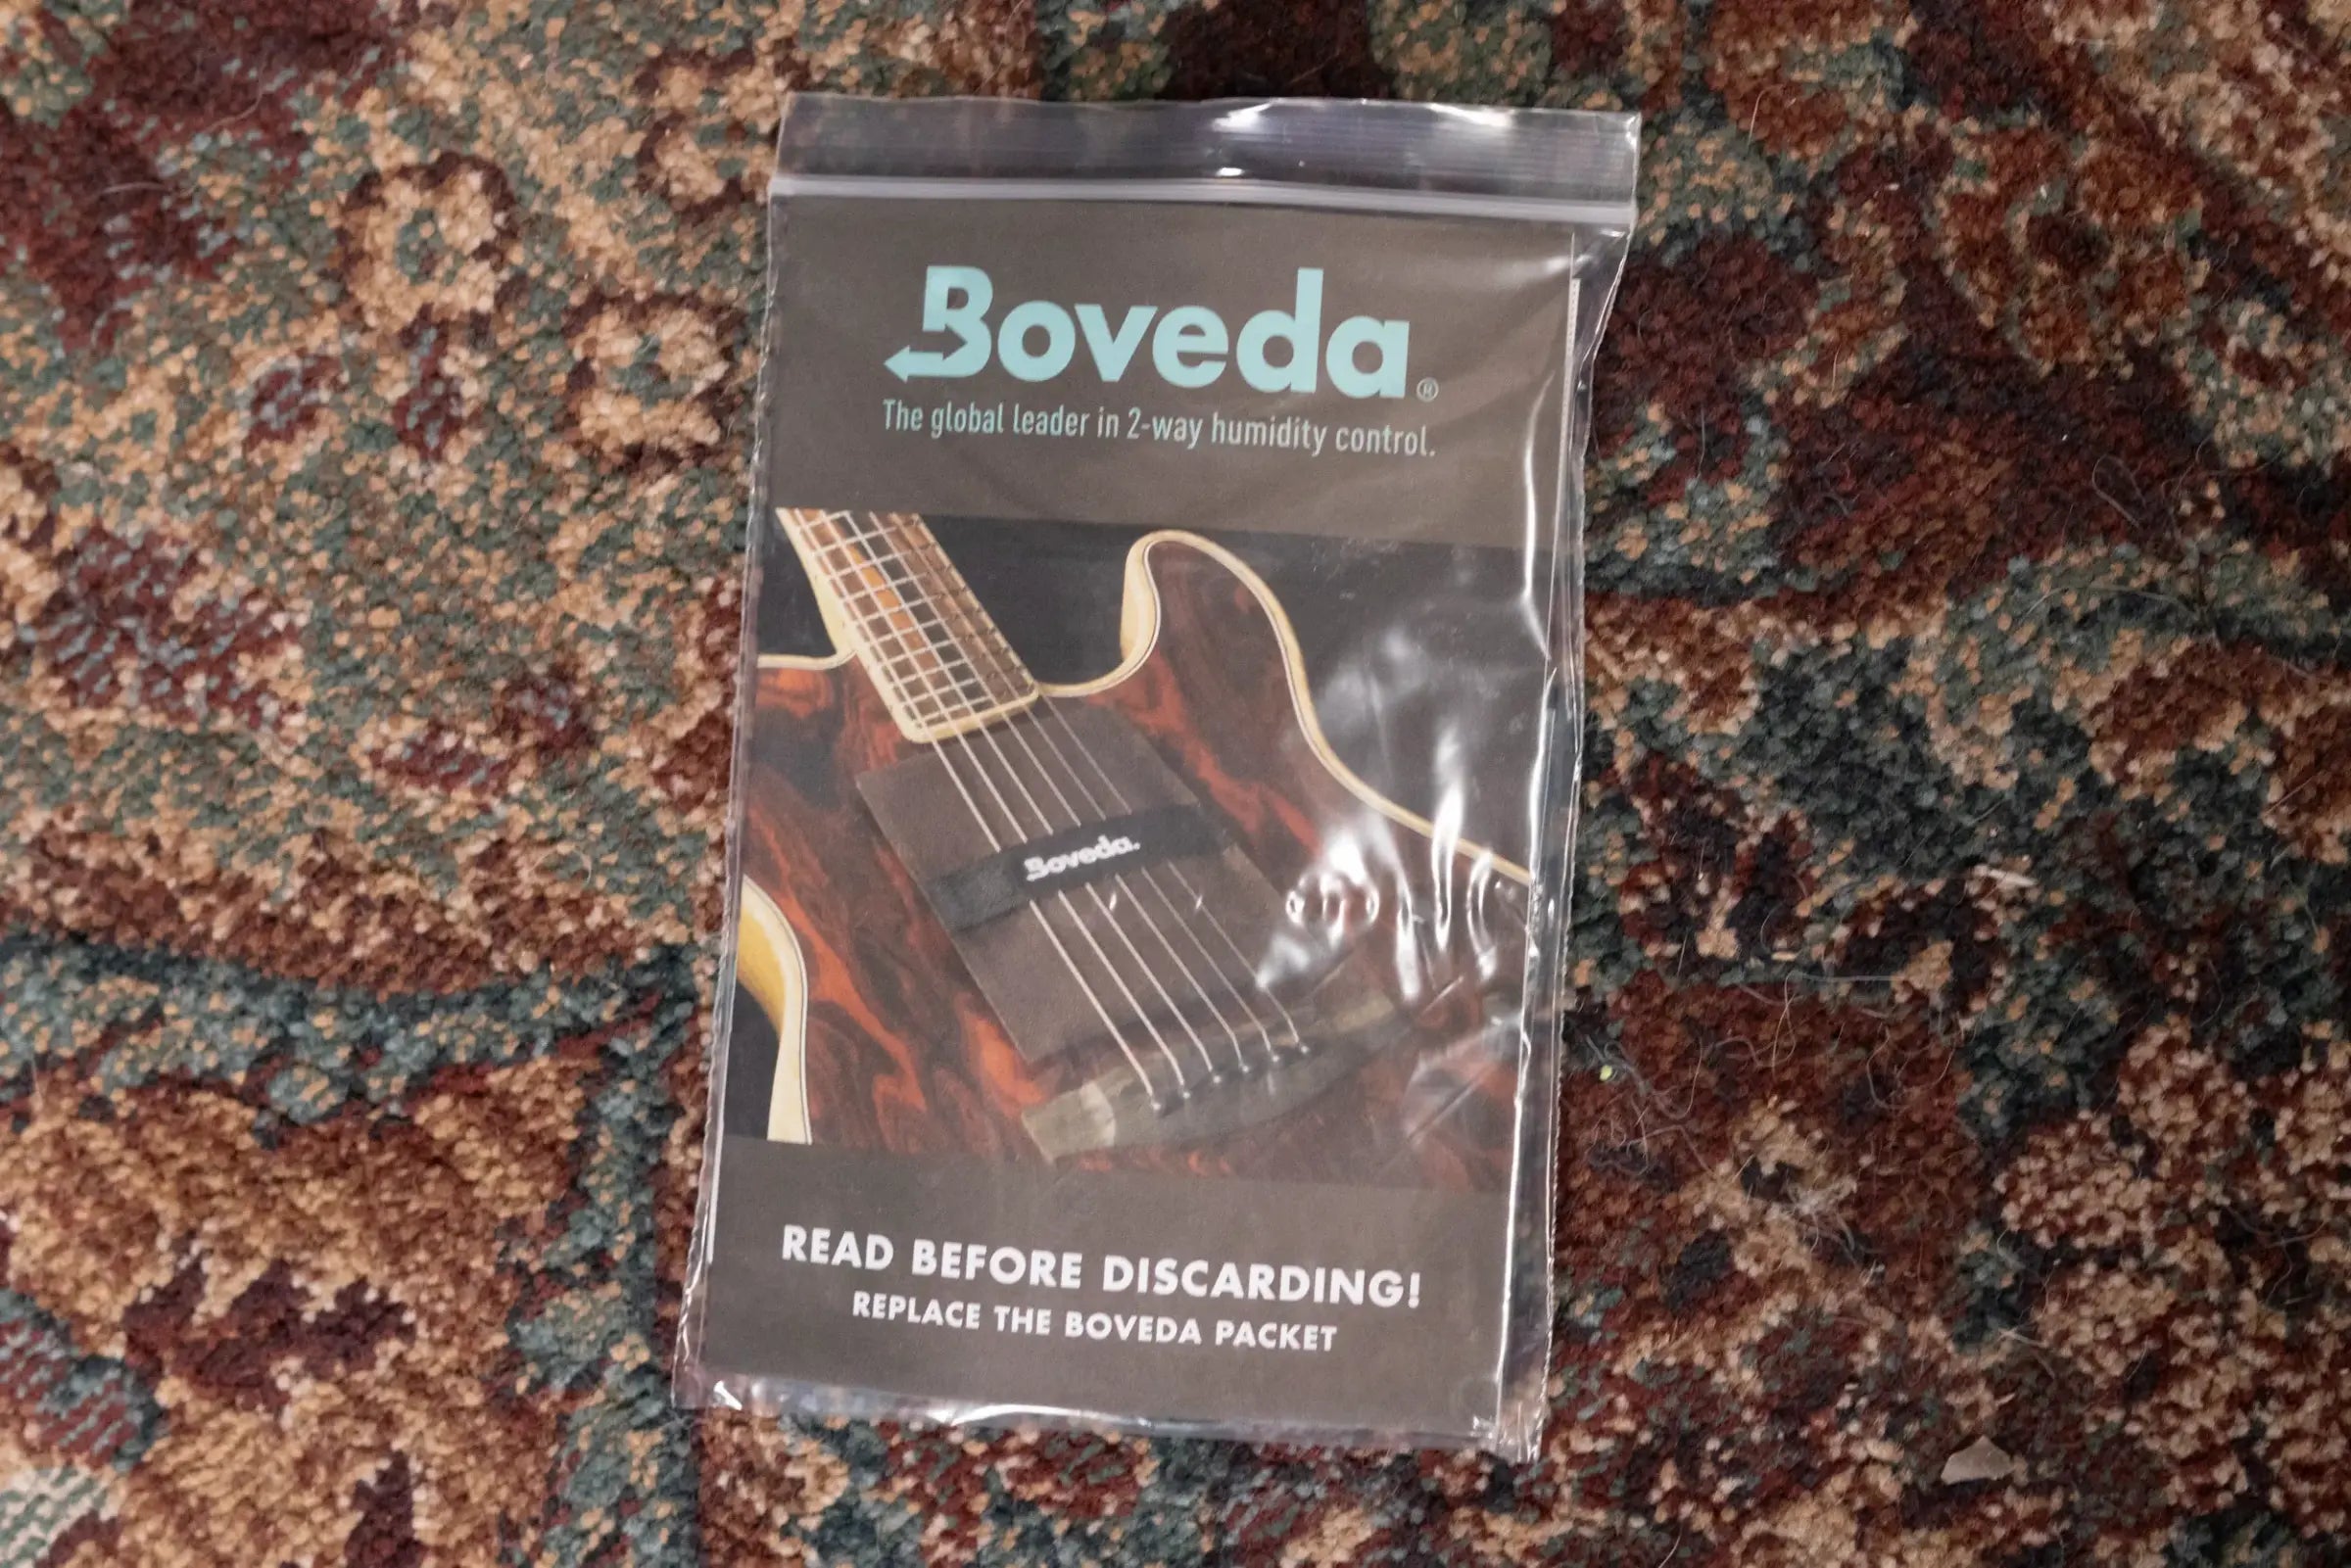 Boveda®
The global leader in 2-way humidity control.
Boveda.
READ BEFORE DISCARDING!
REPLACE THE BOVEDA PACKET